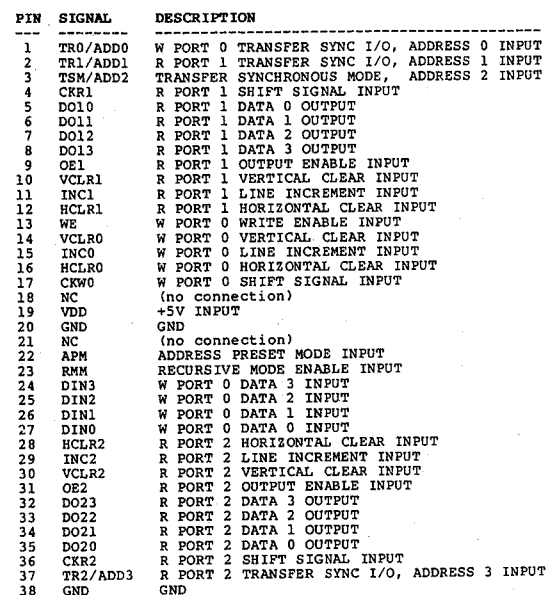 PIN SIGNAL DESCRIPTION
--- ------ -----------------------------------------------
1 TR0/ADD0 W PORT 0 TRANSFER SYNC I/O, ADDRESS 0 INPUT
2 TR1/ADD1 R PORT 1 TRANSFER SYNC I/O, ADDRESS 1 INPUT
3 TSM/ADD2 TRANSFER SYNCHRONOUS MODE, ADDRESS 2 INPUT
4 CKR1 R PORT 1 SHIFT SIGNAL INPUT
5 DO10 R PORT 1 DATA 0 OUTPUT
6 DO11 R PORT 1 DATA 1 OUTPUT
7 DO12 R PORT 1 DATA 2 OUTPUT
8 DO13 R PORT 1 DATA 3 OUTPUT
9 OE1 R PORT 1 OUTPUT ENABLE INPUT
10 VCLR1 R PORT 1 VERTICAL CLEAR INPUT
11 INC1 R PORT 1 LINE INCREMENT INPUT
12 HCLR1 R PORT 1 HORIZONTAL CLEAR INPUT
13 WE W PORT 0 WRITE ENABLE INPUT
14 VCLR0 W PORT 0 VERTICAL CLEAR INPUT
15 INC0 W PORT 0 LINE INCREMENT INPUT
16 HCLR0 W PORT 0 HORIZONTAL CLEAR INPUT
17 CKW0 W PORT 0 SHIFT SIGNAL INPUT
18 NC (no connection)
19 VDD +5V INPUT
20 GND GND
21 NC (no connection)
22 APM ADDRESS PRESET MODE INPUT
23 RMM RECURSIVE MODE ENABLE INPUT
24 DIN3 W PORT 0 DATA 3 INPUT
25 DIN2 W PORT 0 DATA 2 INPUT
26 DIN1 W PORT 0 DATA 1 INPUT
27 DIN0 W PORT 0 DATA 0 INPUT
28 HCLR2 R PORT 2 HORIZONTAL CLEAR INPUT
29 INC2 R PORT 2 LINE INCREMENT INPUT
30 VCLR2 R PORT 2 VERTICAL CLEAR INPUT
31 OE2 R PORT 2 OUTPUT ENABLE INPUT
32 DO23 R PORT 2 DATA 3 OUTPUT
33 DO22 R PORT 2 DATA 2 OUTPUT
34 DO21 R PORT 2 DATA 1 OUTPUT
35 DO20 R PORT 2 DATA 0 OUTPUT
36 CKR2 R PORT 2 SHIFT SIGNAL INPUT
37 TR2/ADD3 R PORT 2 TRANSFER SYNC I/O, ADDRESS 3 INPUT
38 GND GND